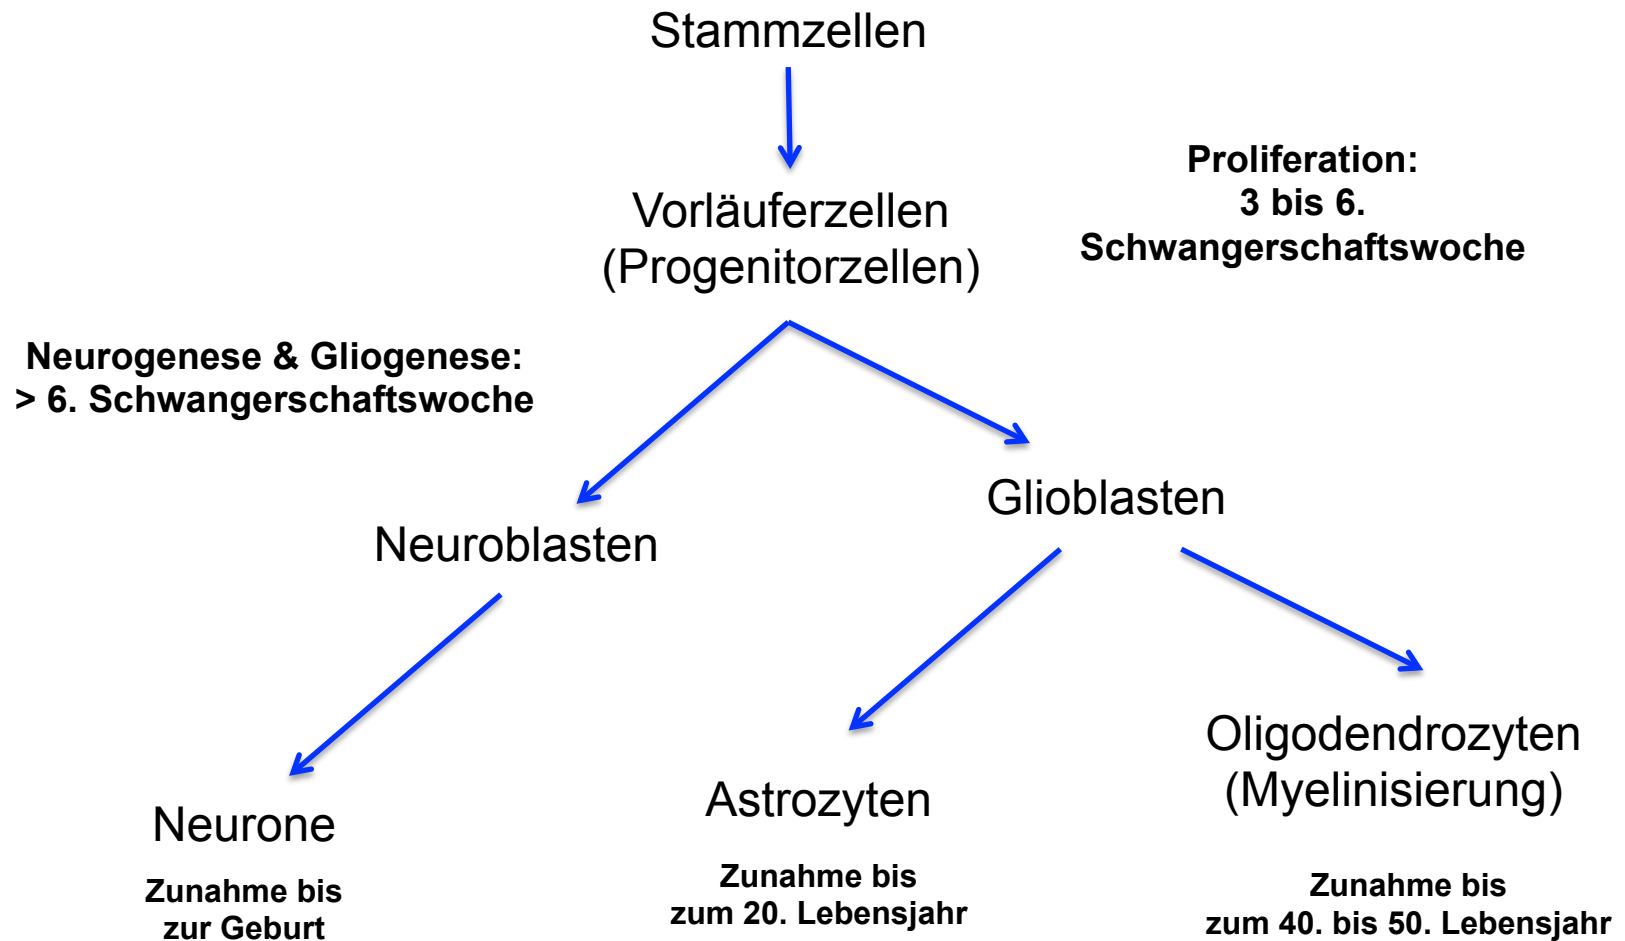 Stammzellen
Proliferation:
3 bis 6.
Schwangerschaftswoche
Vorläuferzellen
(Progenitorzellen)
Neurogenese & Gliogenese:
> 6. Schwangerschaftswoche
Glioblasten
Neuroblasten
Oligodendrozyten
(Myelinisierung)
Astrozyten
Neurone
Zunahme bis
zur Geburt
Zunahme bis
zum 20. Lebensjahr
Zunahme bis
zum 40. bis 50. Lebensjahr